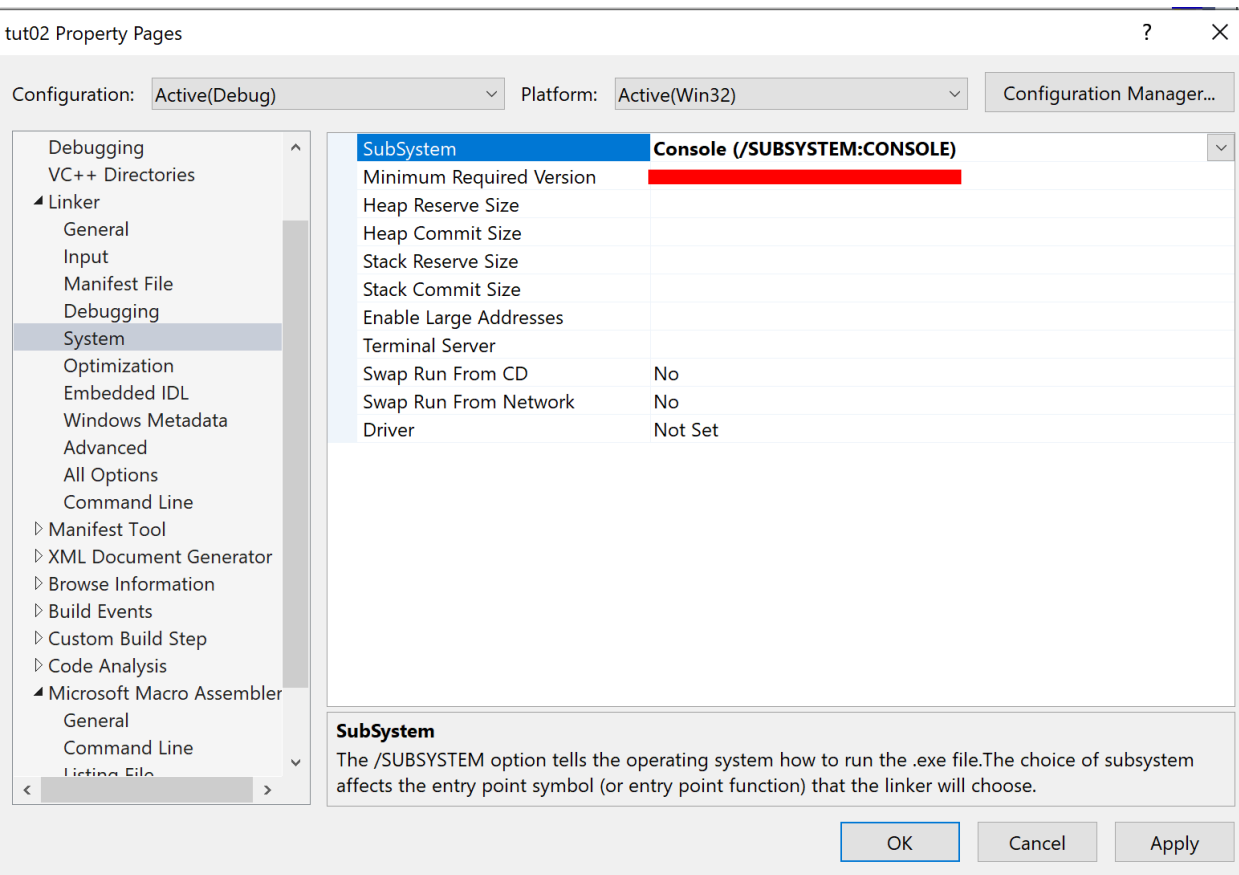 tut02 Property Pages
Configuration: Active(Debug) Platform: Active(Win32) Configuration Manager...
Debugging
VC++ Directories
Linker
General
Input
Manifest File
Debugging
System
Optimization
Embedded IDL
Windows Metadata
Advanced
All Options
Command Line
Manifest Tool
XML Document Generator
Browse Information
Build Events
Custom Build Step
Code Analysis
Microsoft Macro Assembler
General
Command Line
Listing File
SubSystem Console (/SUBSYSTEM:CONSOLE)
Minimum Required Version
Heap Reserve Size
Heap Commit Size
Stack Reserve Size
Stack Commit Size
Enable Large Addresses
Terminal Server
Swap Run From CD No
Swap Run From Network No
Driver Not Set
SubSystem
The /SUBSYSTEM option tells the operating system how to run the .exe file.The choice of subsystem
affects the entry point symbol (or entry point function) that the linker will choose.
OK Cancel Apply